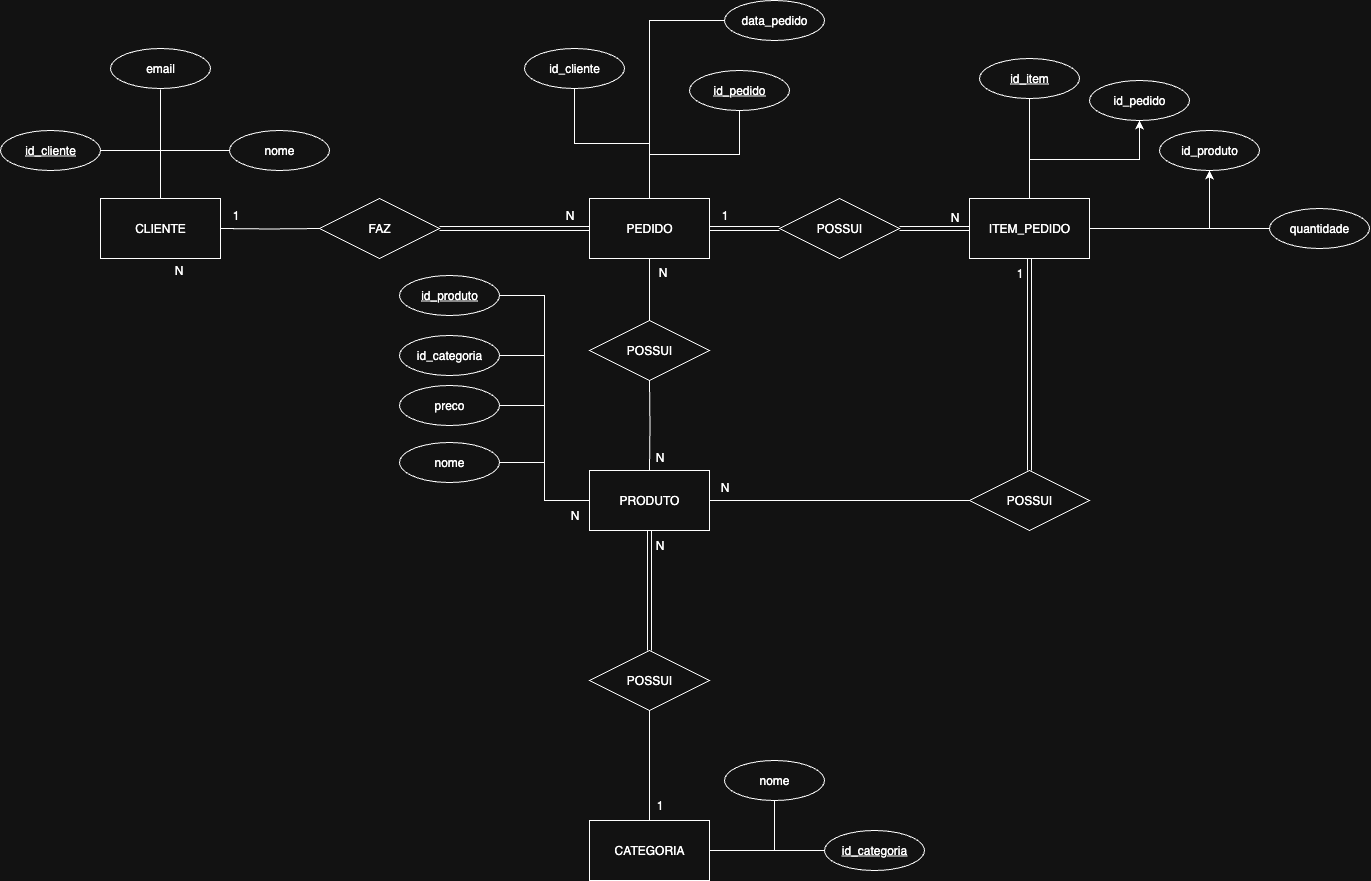 data_pedido
email
id_cliente
id_item
id_pedido
id_pedido
id_cliente
nome
id_produto
1
N
1
N
CLIENTE
FAZ
PEDIDO
POSSUI
ITEM_PEDIDO
quantidade
N
N
1
id_produto
POSSUI
id_categoria
preco
nome
N
N
PRODUTO
POSSUI
N
N
POSSUI
nome
1
CATEGORIA
id_categoria